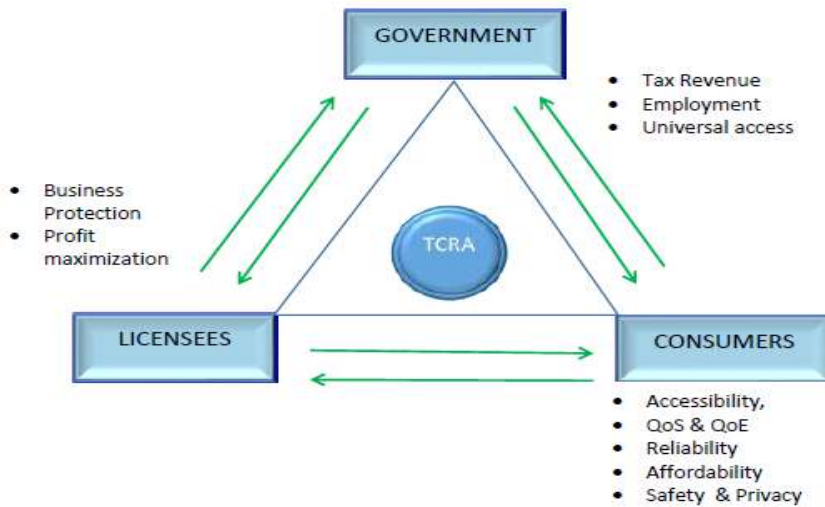 GOVERNMENT
• Tax Revenue
• Employment
• Universal access
• Business
Protection
• Profit
maximization
TCRA
LICENSEES
CONSUMERS
• Accessibility,
• QoS & QoE
• Reliability
• Affordability
• Safety & Privacy